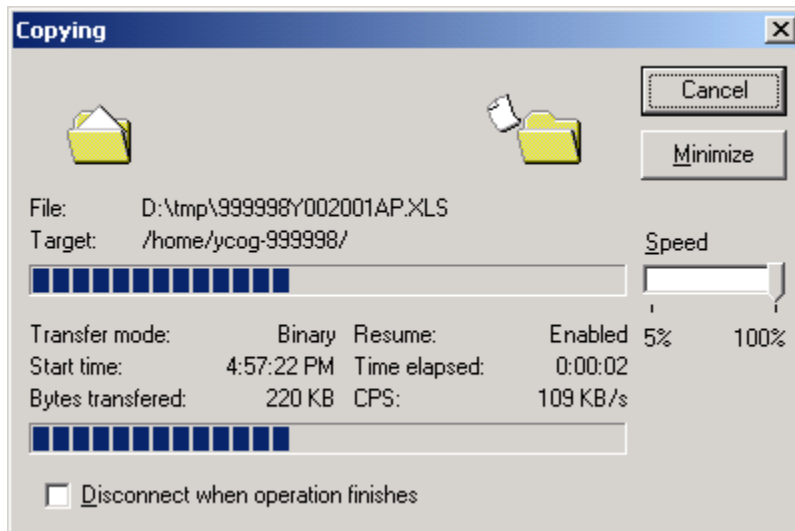 Copying
Cancel
Minimize
File: D:\tmp\999998Y002001AP.XLS
Target: /home/ycog-999998/
Speed
5% 100%
Transfer mode: Binary Resume: Enabled
Start time: 4:57:22 PM Time elapsed: 0:00:02
Bytes transfered: 220 KB CPS: 109 KB/s
Disconnect when operation finishes